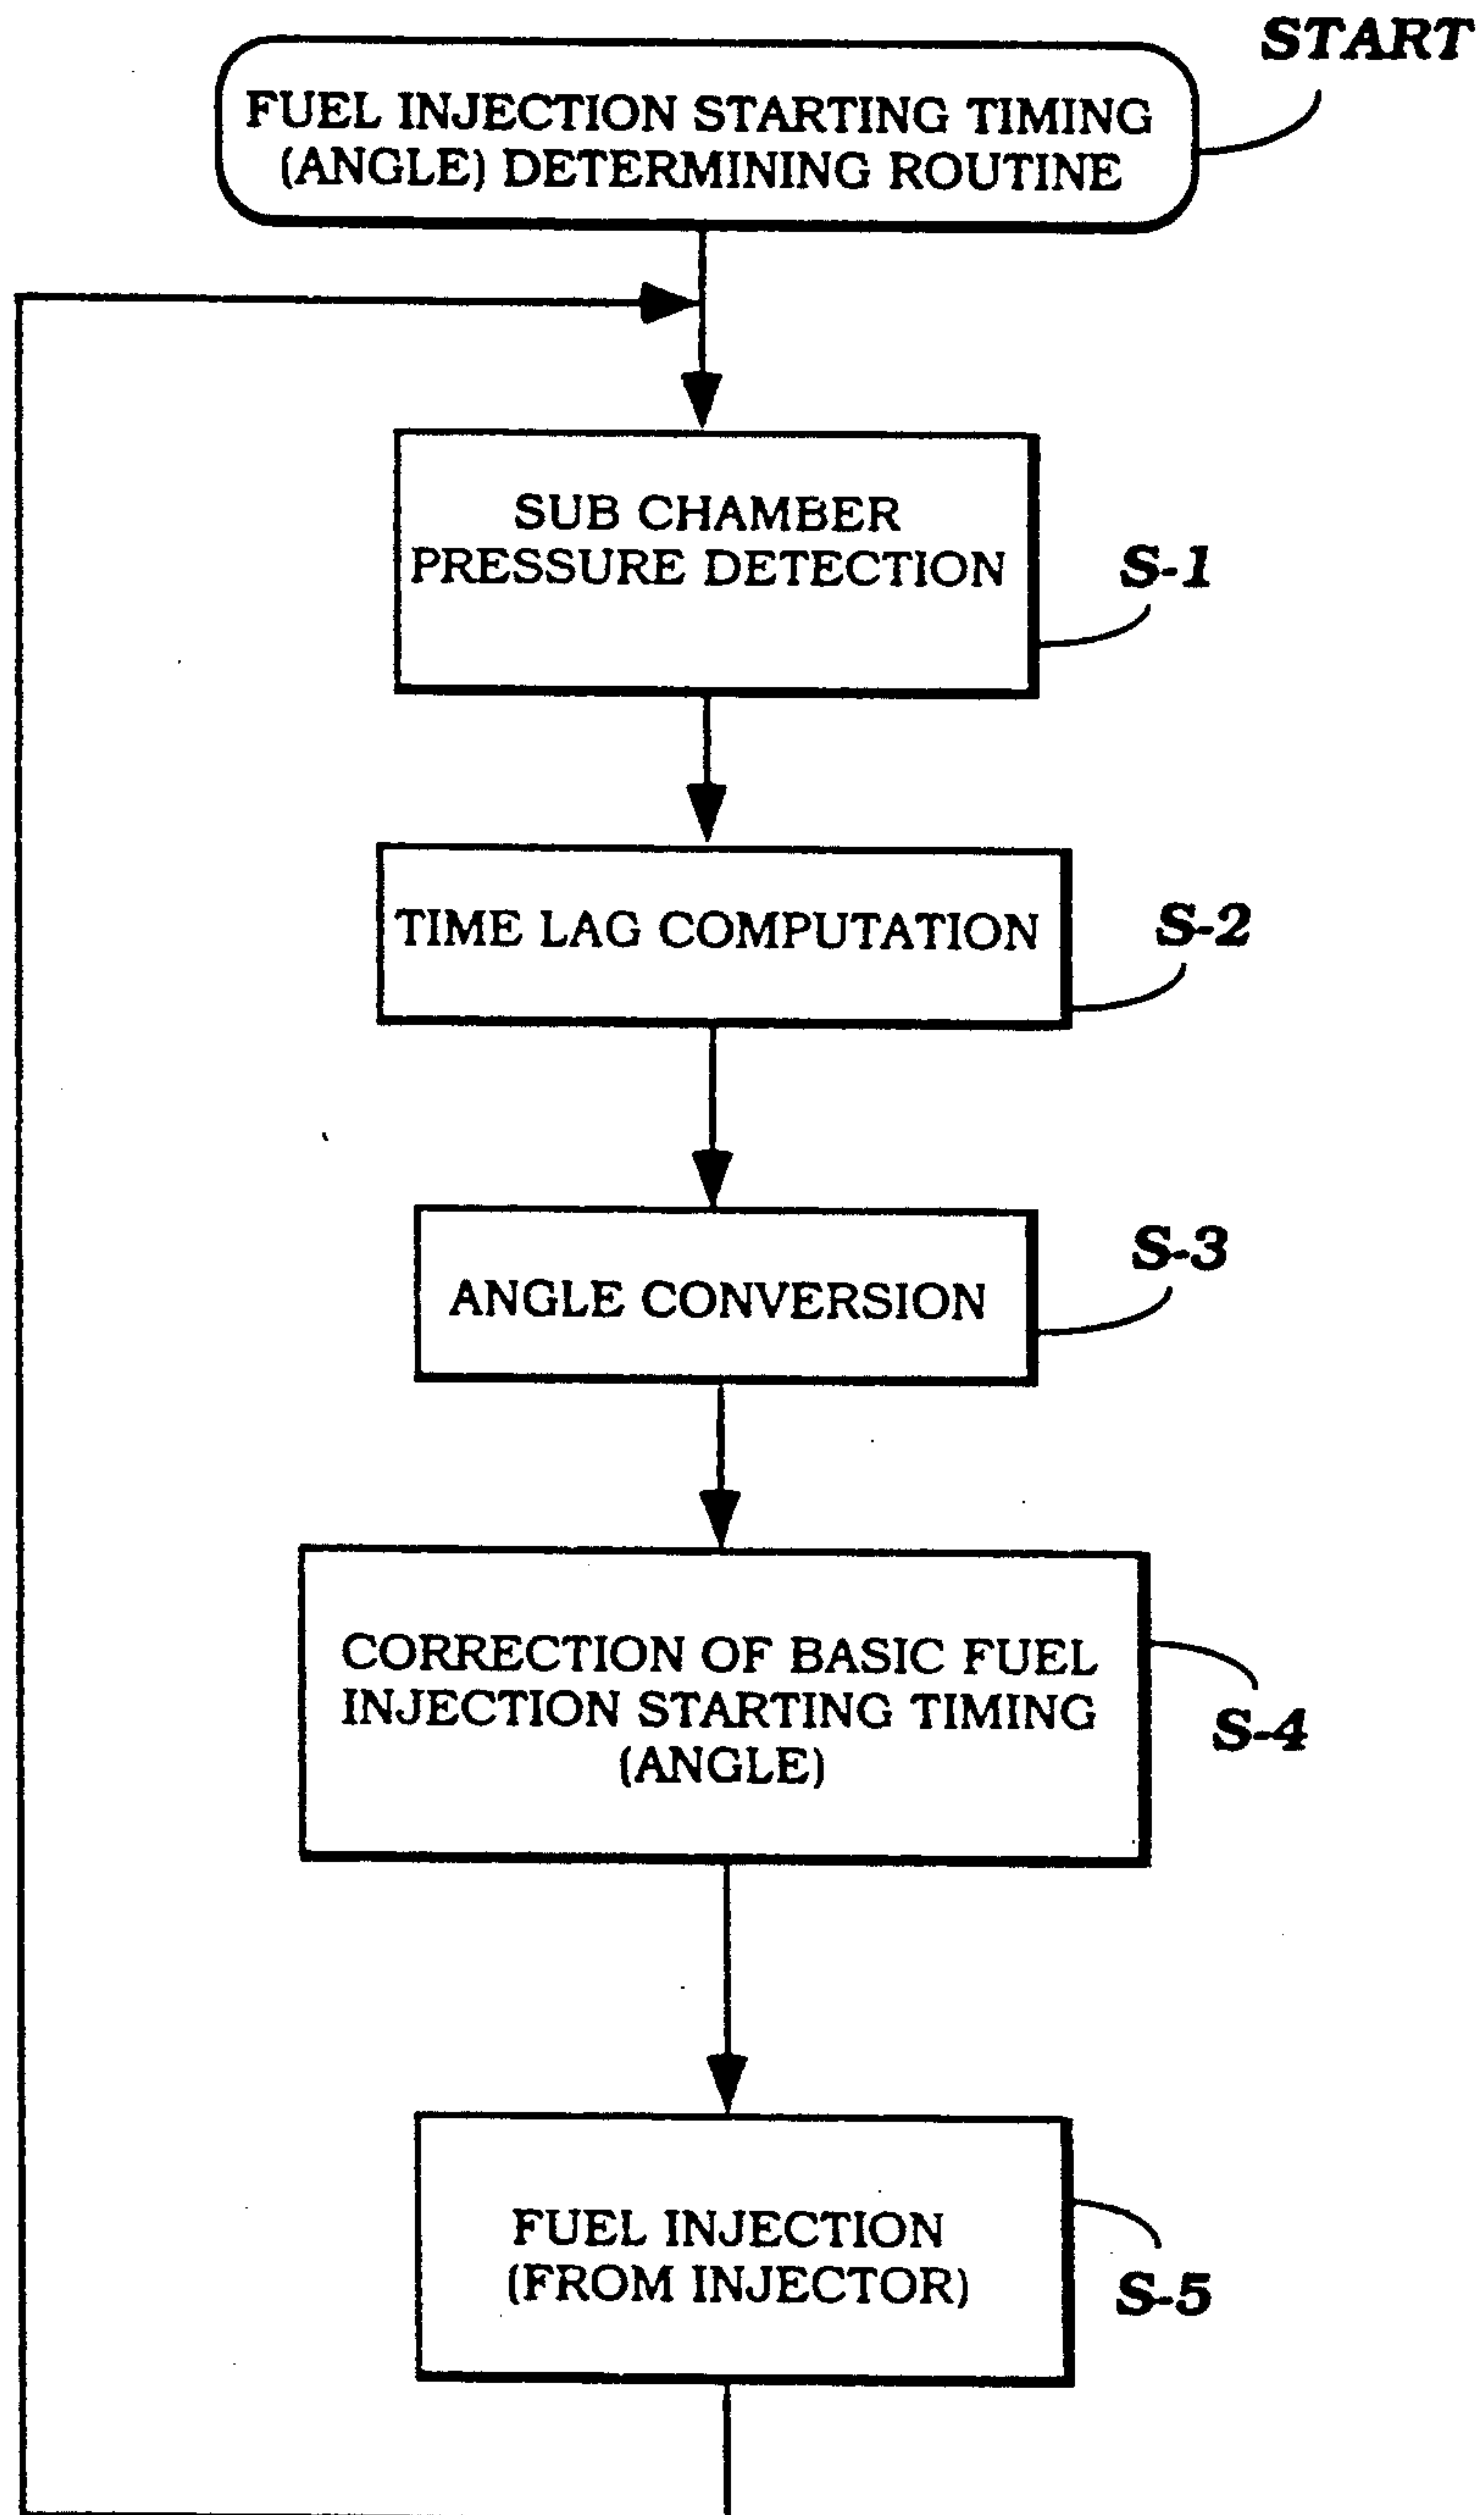 START
FUEL INJECTION STARTING TIMING
(ANGLE) DETERMINING ROUTINE
SUB CHAMBER
PRESSURE DETECTION
S-1
TIME LAG COMPUTATION
S-2
ANGLE CONVERSION
S-3
CORRECTION OF BASIC FUEL
INJECTION STARTING TIMING
(ANGLE)
S-4
FUEL INJECTION
(FROM INJECTOR)
S-5